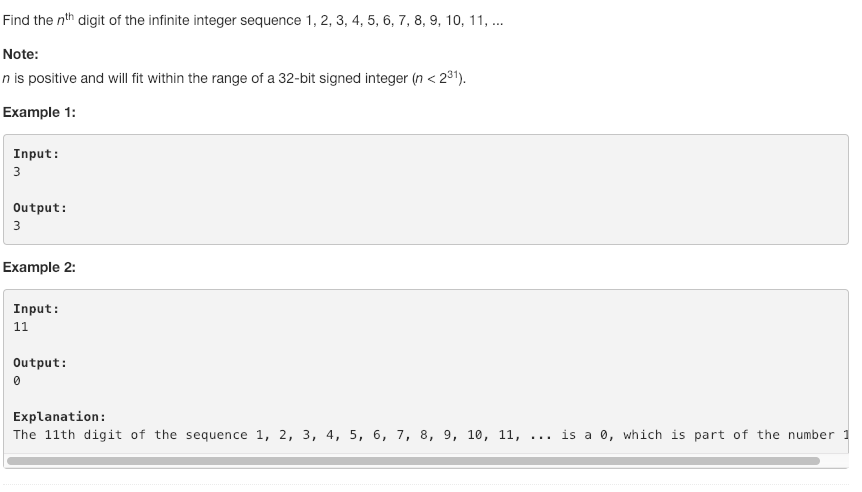 Find the nth digit of the infinite integer sequence 1, 2, 3, 4, 5, 6, 7, 8, 9, 10, 11, ...
Note:
n is positive and will fit within the range of a 32-bit signed integer (n < 2^31).
Example 1:
Input:
3
Output:
3
Example 2:
Input:
11
Output:
0
Explanation:
The 11th digit of the sequence 1, 2, 3, 4, 5, 6, 7, 8, 9, 10, 11, ... is a 0, which is part of the number 1